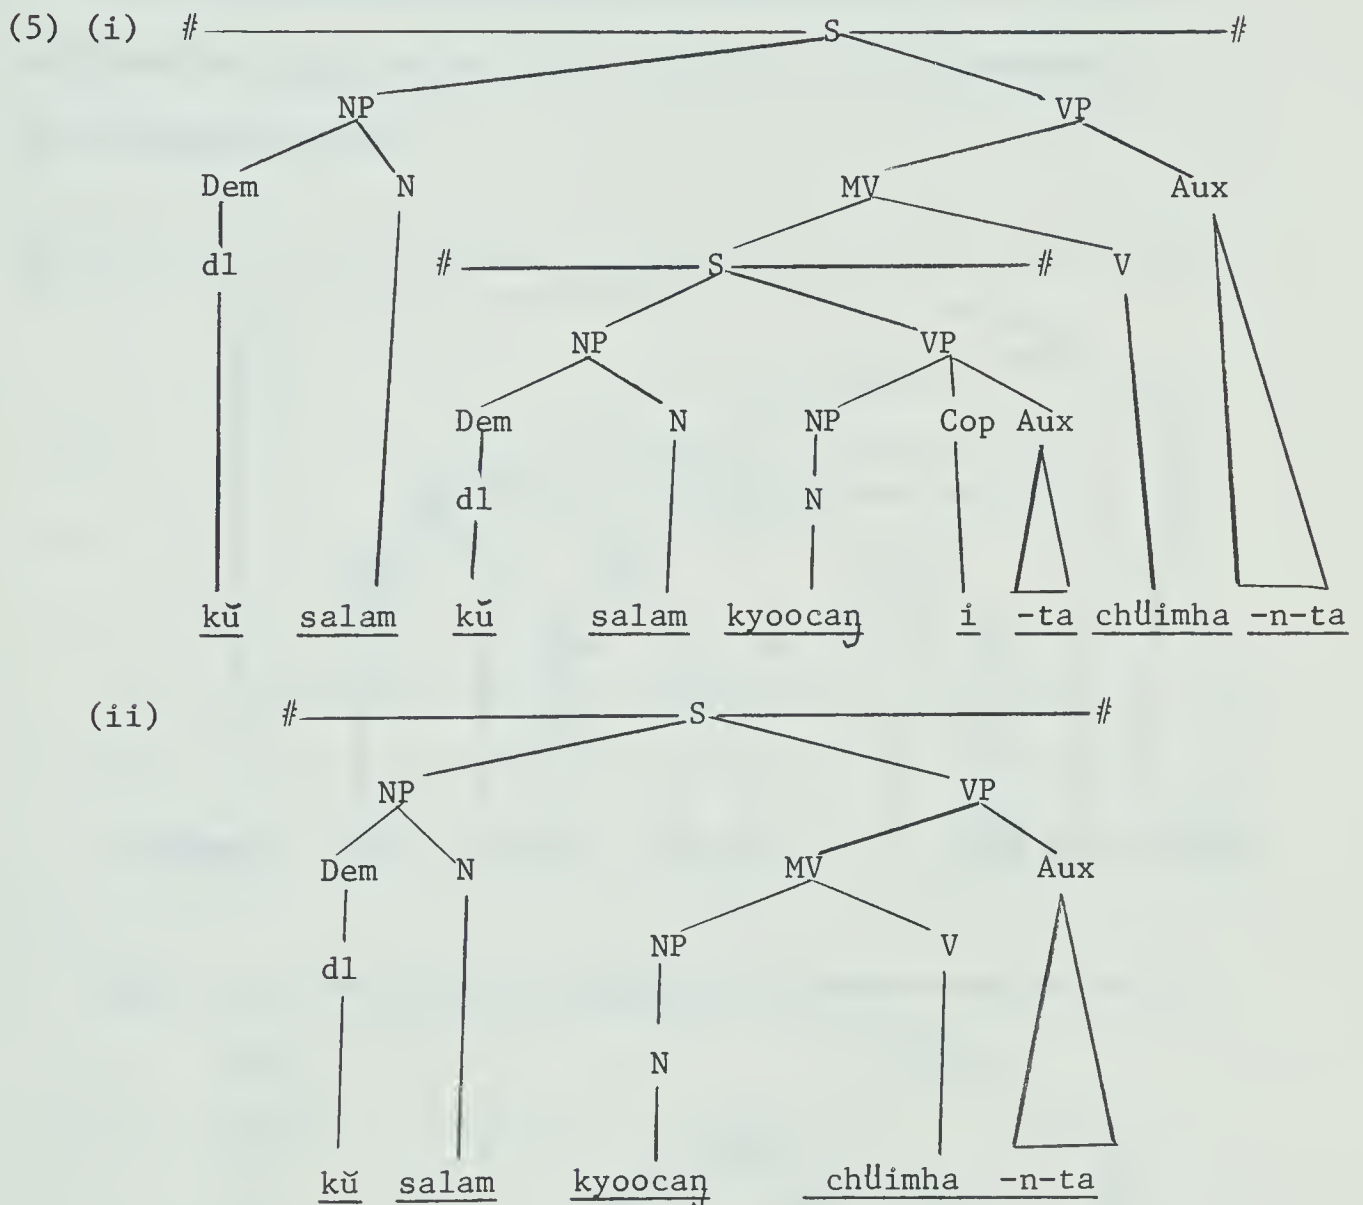 (5) (i) # S #
NP VP
Dem N MV Aux
dl # S # V
NP VP
Dem N NP Cop Aux
dl N
kŭ salam kŭ salam kyoocaŋ i -ta chŭimha -n-ta
(ii) # S #
NP VP
Dem N MV Aux
NP V
dl
N
kŭ salam kyoocaŋ chŭimha -n-ta